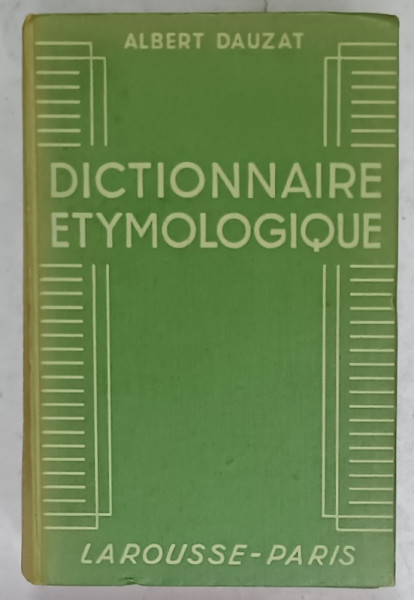 ALBERT DAUZAT
DICTIONNAIRE
ETYMOLOGIQUE
LAROUSSE-PARIS